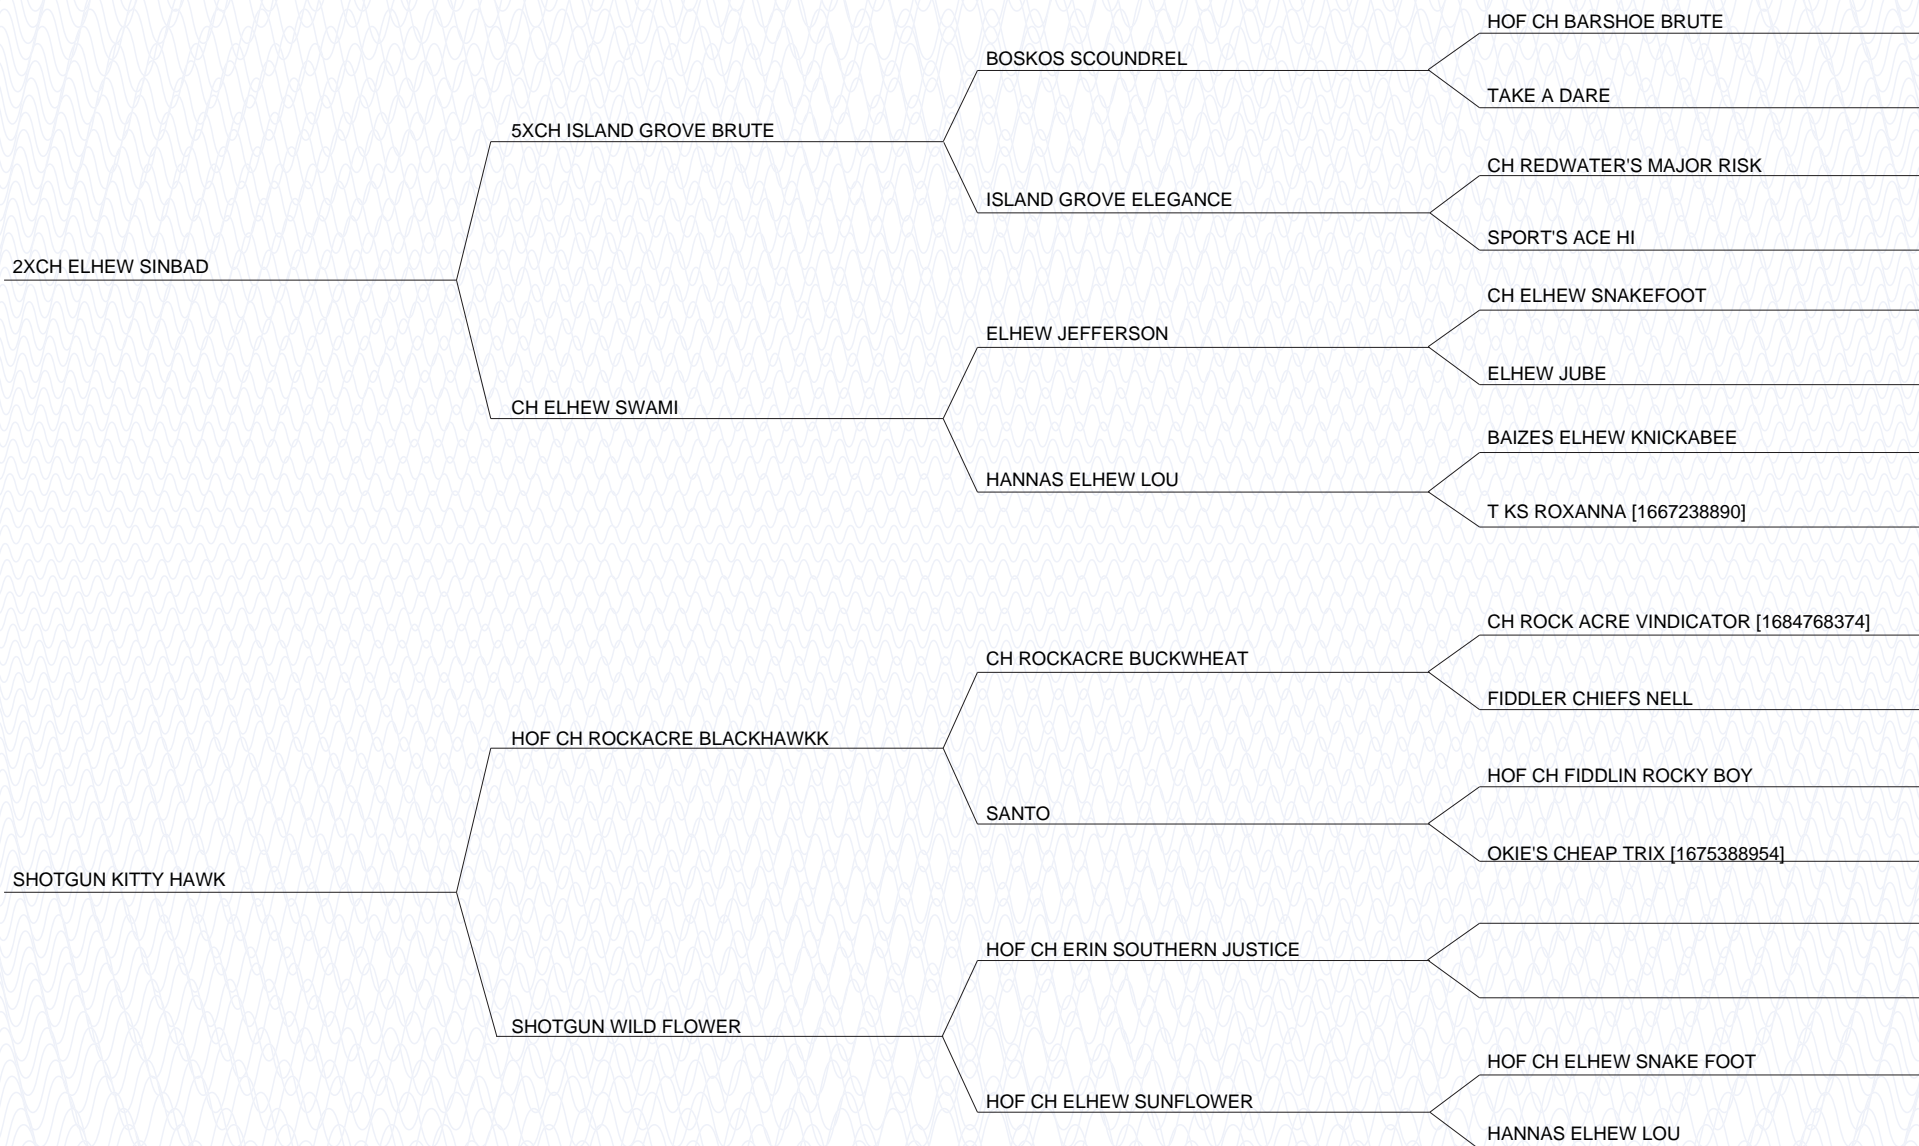 HOF CH BARSHOE BRUTE
BOSKOS SCOUNDREL
TAKE A DARE
5XCH ISLAND GROVE BRUTE
CH REDWATER'S MAJOR RISK
ISLAND GROVE ELEGANCE
SPORT'S ACE HI
2XCH ELHEW SINBAD
CH ELHEW SNAKEFOOT
ELHEW JEFFERSON
ELHEW JUBE
CH ELHEW SWAMI
BAIZES ELHEW KNICKABEE
HANNAS ELHEW LOU
T KS ROXANNA [1667238890]
CH ROCK ACRE VINDICATOR [1684768374]
CH ROCKACRE BUCKWHEAT
FIDDLER CHIEFS NELL
HOF CH ROCKACRE BLACKHAWKK
HOF CH FIDDLIN ROCKY BOY
SANTO
OKIE'S CHEAP TRIX [1675388954]
SHOTGUN KITTY HAWK
HOF CH ERIN SOUTHERN JUSTICE
SHOTGUN WILD FLOWER
HOF CH ELHEW SNAKE FOOT
HOF CH ELHEW SUNFLOWER
HANNAS ELHEW LOU